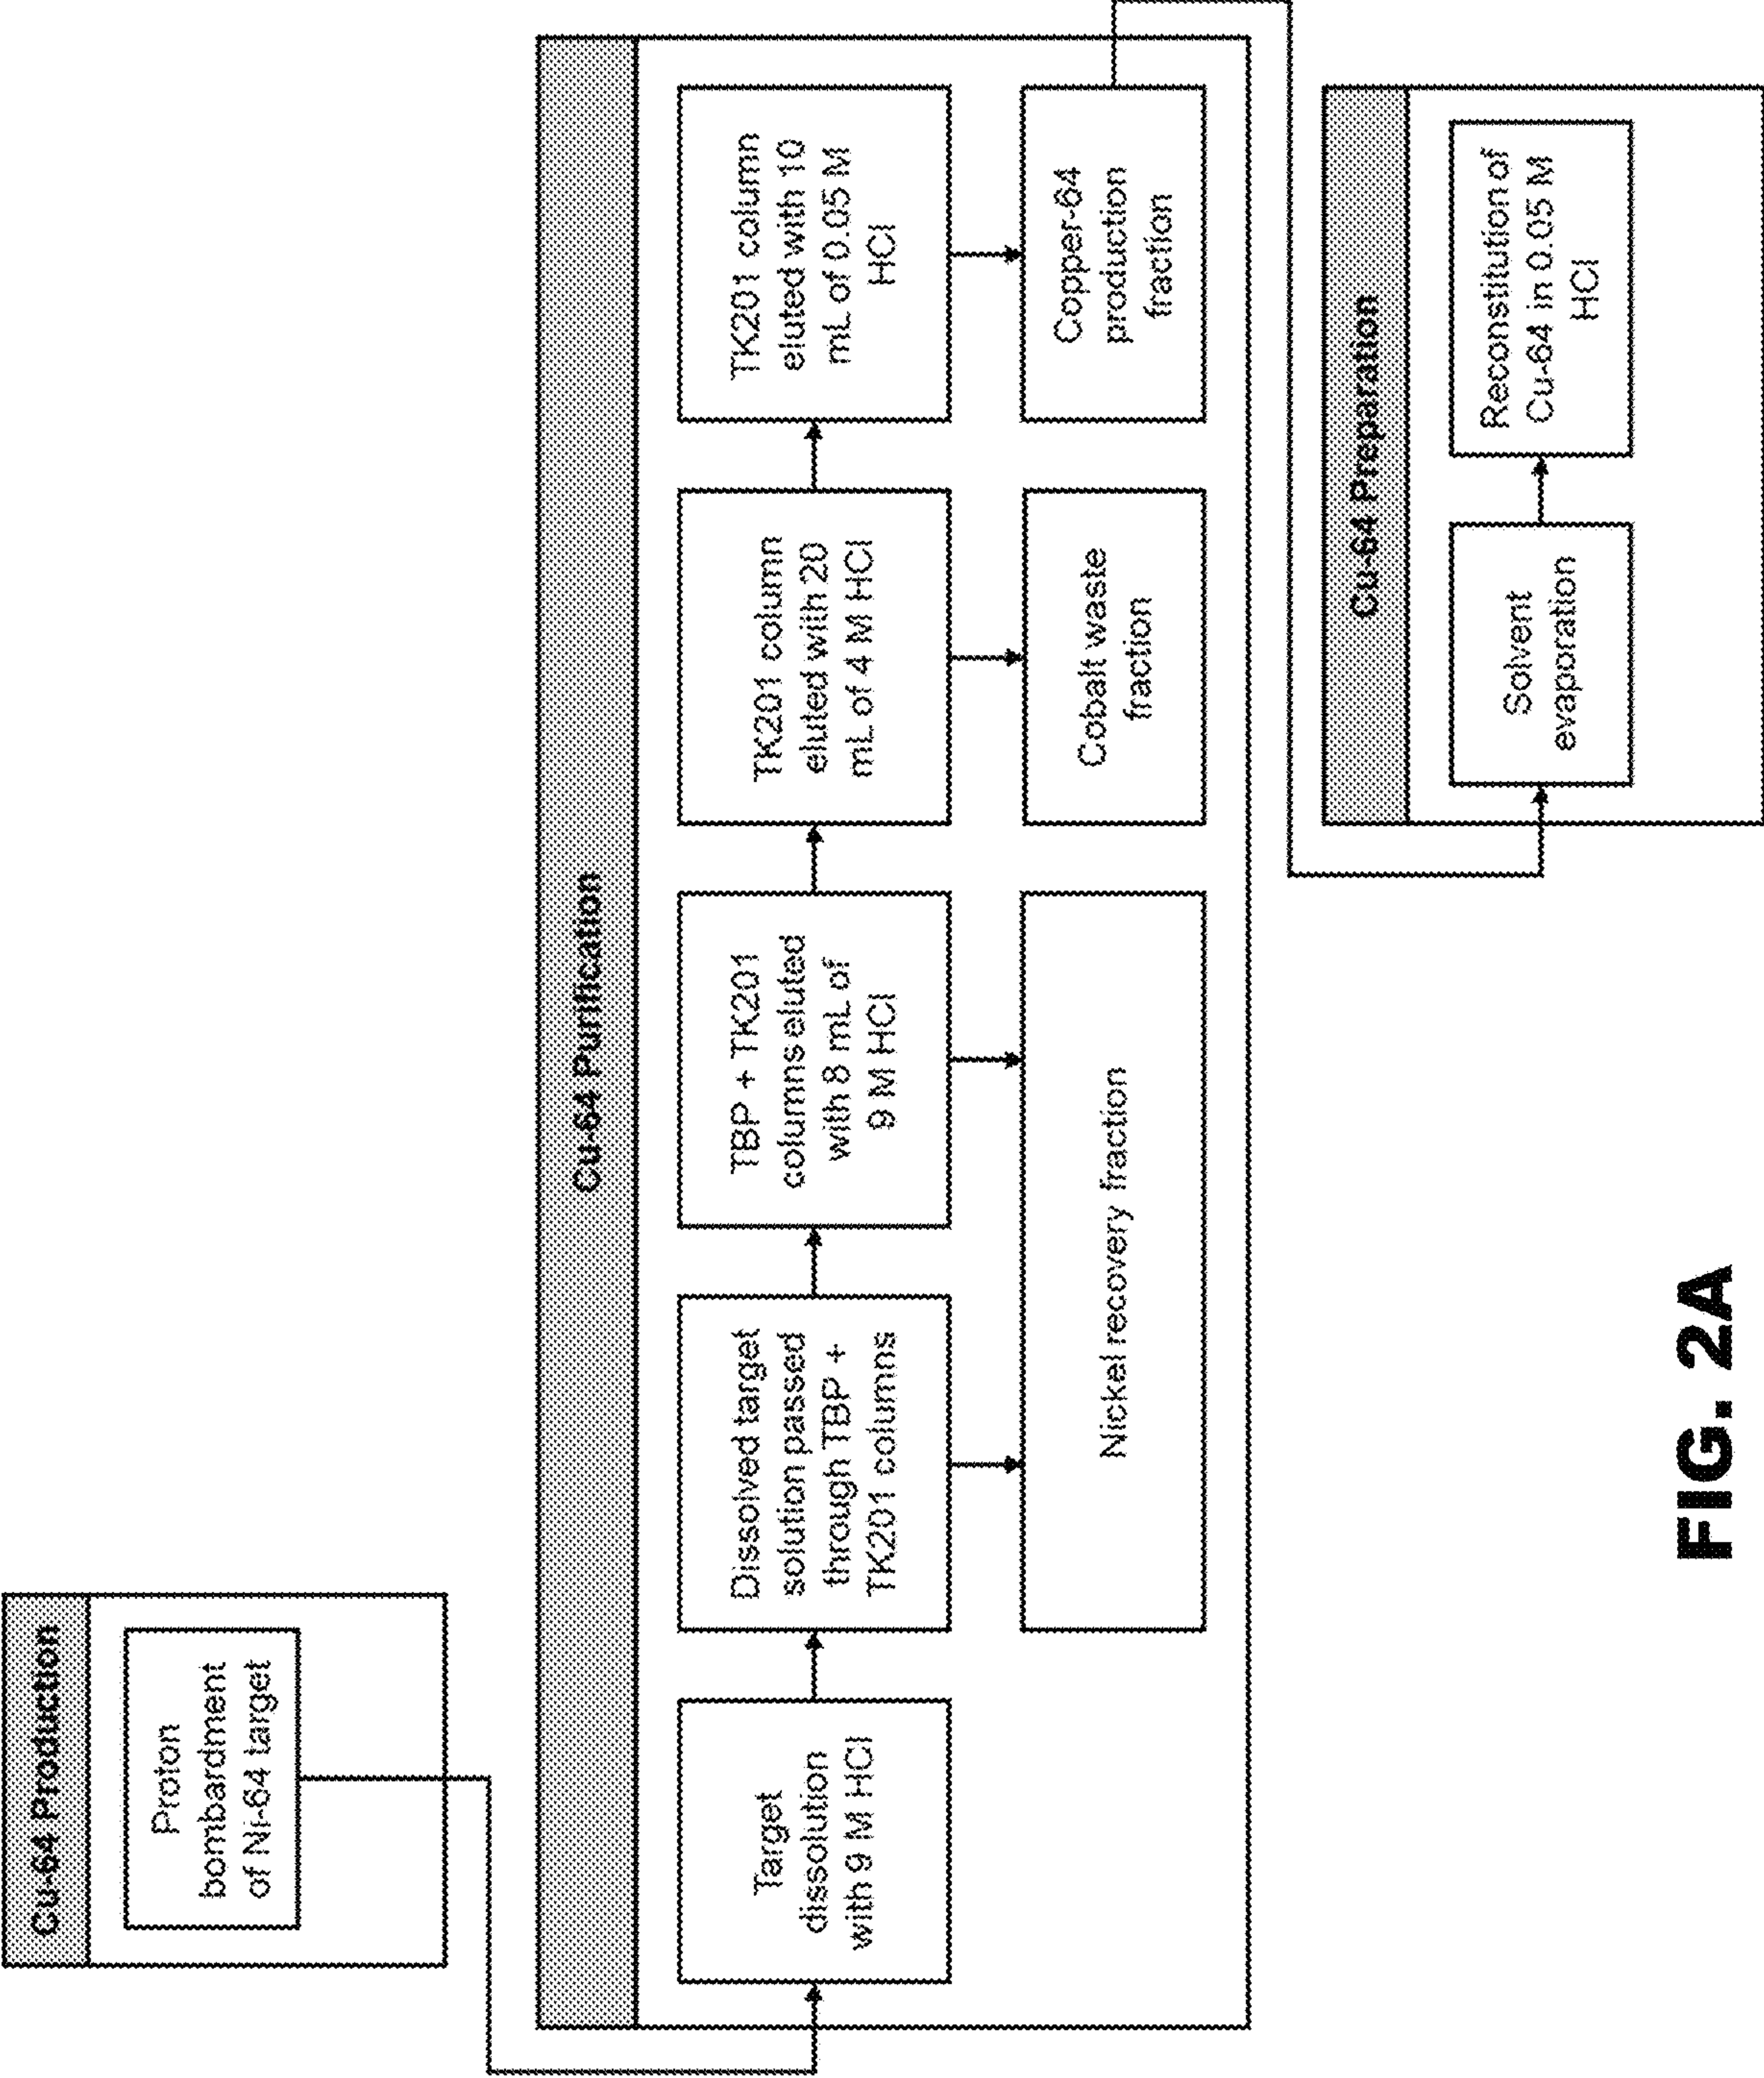 Cu-64 Production
Proton
bombardment
of Ni-64 target
Cu-64 Purification
Target
dissolution
with 9 M HCl
Dissolved target
solution passed
through TBP +
TK201 columns
TBP + TK201
columns eluted
with 8 mL of
9 M HCl
TK201 column
eluted with 20
mL of 4 M HCl
TK201 column
eluted with 10
mL of 0.05 M
HCl
Nickel recovery fraction
Cobalt waste
fraction
Copper-64
production
fraction
Cu-64 Preparation
Solvent
evaporation
Reconstitution of
Cu-64 in 0.05 M
HCl
FIG. 2A